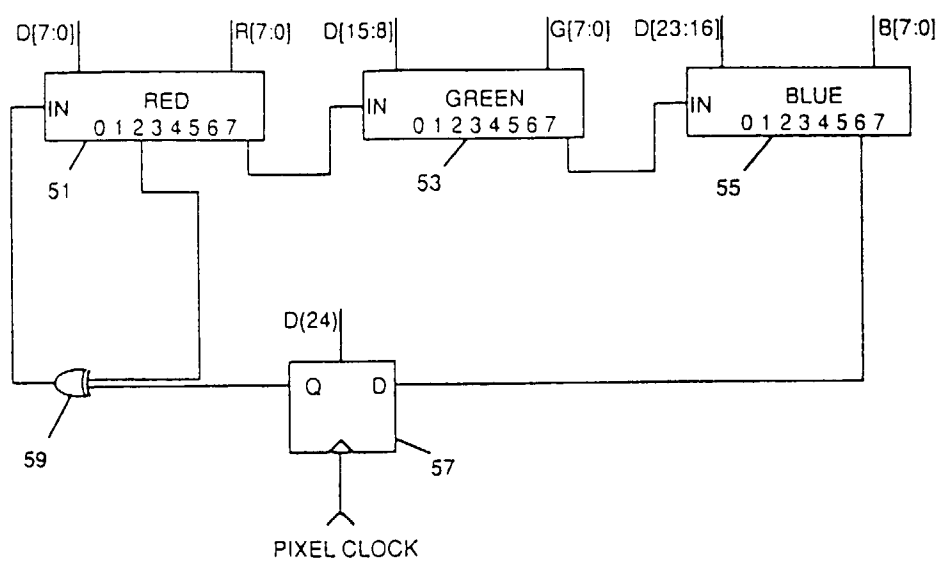 D[7:0] R[7:0] D[15:8] G[7:0] D[23:16] B[7:0]
IN RED IN GREEN IN BLUE
0 1 2 3 4 5 6 7 0 1 2 3 4 5 6 7 0 1 2 3 4 5 6 7
51 53 55
D(24)
Q D
59 57
PIXEL CLOCK